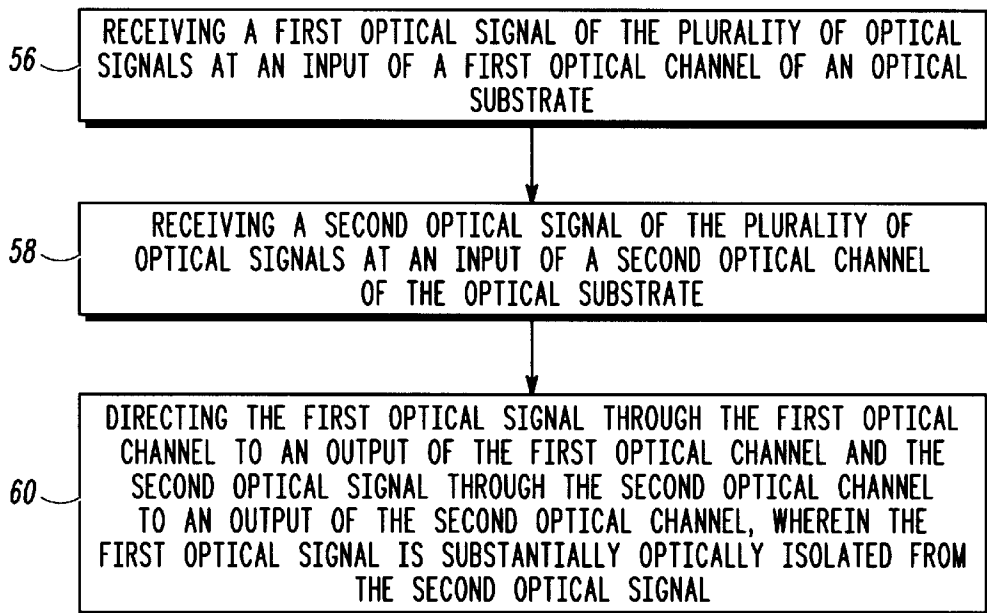 56
RECEIVING A FIRST OPTICAL SIGNAL OF THE PLURALITY OF OPTICAL
SIGNALS AT AN INPUT OF A FIRST OPTICAL CHANNEL OF AN OPTICAL
SUBSTRATE
58
RECEIVING A SECOND OPTICAL SIGNAL OF THE PLURALITY OF
OPTICAL SIGNALS AT AN INPUT OF A SECOND OPTICAL CHANNEL
OF THE OPTICAL SUBSTRATE
60
DIRECTING THE FIRST OPTICAL SIGNAL THROUGH THE FIRST OPTICAL
CHANNEL TO AN OUTPUT OF THE FIRST OPTICAL CHANNEL AND THE
SECOND OPTICAL SIGNAL THROUGH THE SECOND OPTICAL CHANNEL
TO AN OUTPUT OF THE SECOND OPTICAL CHANNEL, WHEREIN THE
FIRST OPTICAL SIGNAL IS SUBSTANTIALLY OPTICALLY ISOLATED FROM
THE SECOND OPTICAL SIGNAL